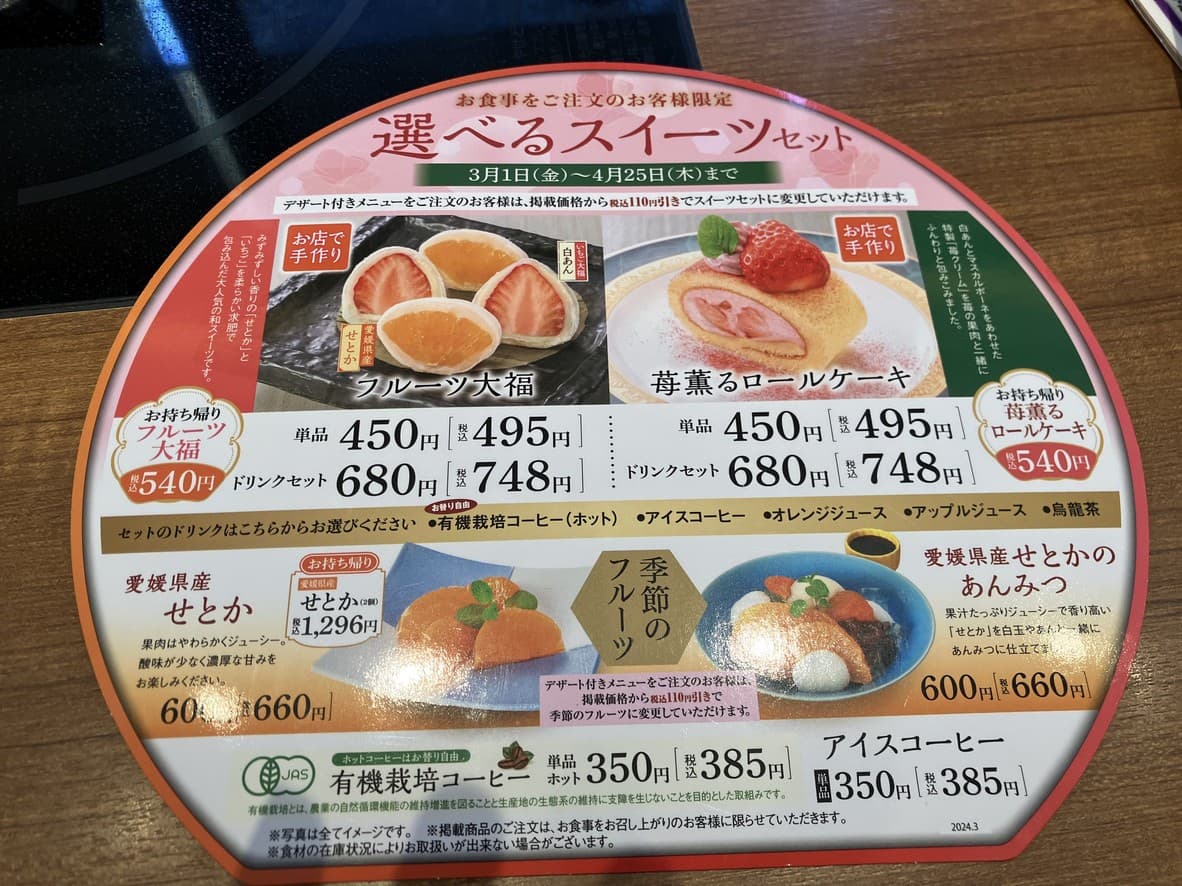 お食事をご注文のお客様限定
選べるスイーツセット
3月1日(金)〜4月25日(木)まで
デザート付きメニューをご注文のお客様は、掲載価格から税込110円引きでスイーツセットに変更していただけます。
みずみずしい香りの「せとか」と
「いちご」を柔らかい求肥で
包み込んだ大人気の和スイーツです。
お店で
手作り
いちご大福
白あん
愛媛県産
せとか
フルーツ大福
お店で
手作り
苺薫るロールケーキ
白あんとマスカルポーネをあわせた
特製「苺クリーム」を苺の果肉と一緒に
ふんわりと包みこみました。
お持ち帰り
フルーツ
大福
税込540円
単品 450円[税込495円]
ドリンクセット 680円[税込748円]
単品 450円[税込495円]
ドリンクセット 680円[税込748円]
お持ち帰り
苺薫る
ロールケーキ
税込540円
セットのドリンクはこちらからお選びください
お替り自由
●有機栽培コーヒー(ホット) ●アイスコーヒー ●オレンジジュース ●アップルジュース ●烏龍茶
愛媛県産
せとか
果肉はやわらかくジューシー。
酸味が少なく濃厚な甘みを
お楽しみください。
660円]
お持ち帰り
愛媛県産
せとか(2個)
税込1,296円
季節の
フルーツ
愛媛県産せとかの
あんみつ
果汁たっぷりジューシーで香り高い
「せとか」を白玉やあんと一緒に
あんみつに仕立てま
600円[税込660円]
デザート付きメニューをご注文のお客様は、
掲載価格から税込110円引きで
季節のフルーツに変更していただけます。
JAS
ホットコーヒーはお替り自由。
有機栽培コーヒー
単品
ホット 350円[税込385円]
有機栽培とは、農業の自然循環機能の維持増進を図ることと生産地の生態系の維持に支障を生じないことを目的とした取組みです。
アイスコーヒー
単品 350円[税込385円]
※写真は全てイメージです。 ※掲載商品のご注文は、お食事をお召し上がりのお客様に限らせていただきます。
※食材の在庫状況によりお取扱いが出来ない場合がございます。
2024.3